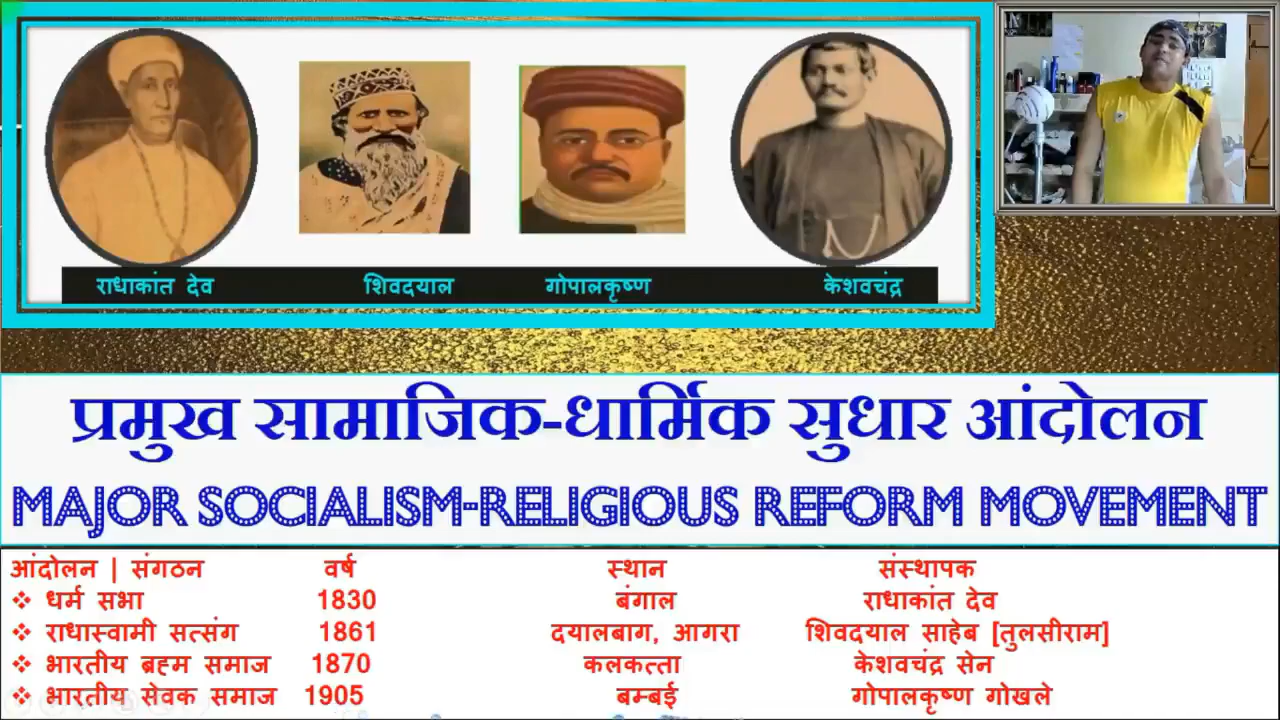 राधाकांत देव शिवदयाल गोपालकृष्ण केशवचंद्र
प्रमुख सामाजिक-धार्मिक सुधार आंदोलन
MAJOR SOCIALISM-RELIGIOUS REFORM MOVEMENT
आंदोलन | संगठन वर्ष स्थान संस्थापक
❖ धर्म सभा 1830 बंगाल राधाकांत देव
❖ राधास्वामी सत्संग 1861 दयालबाग, आगरा शिवदयाल साहेब [तुलसीराम]
❖ भारतीय ब्रह्म समाज 1870 कलकत्ता केशवचंद्र सेन
❖ भारतीय सेवक समाज 1905 बम्बई गोपालकृष्ण गोखले